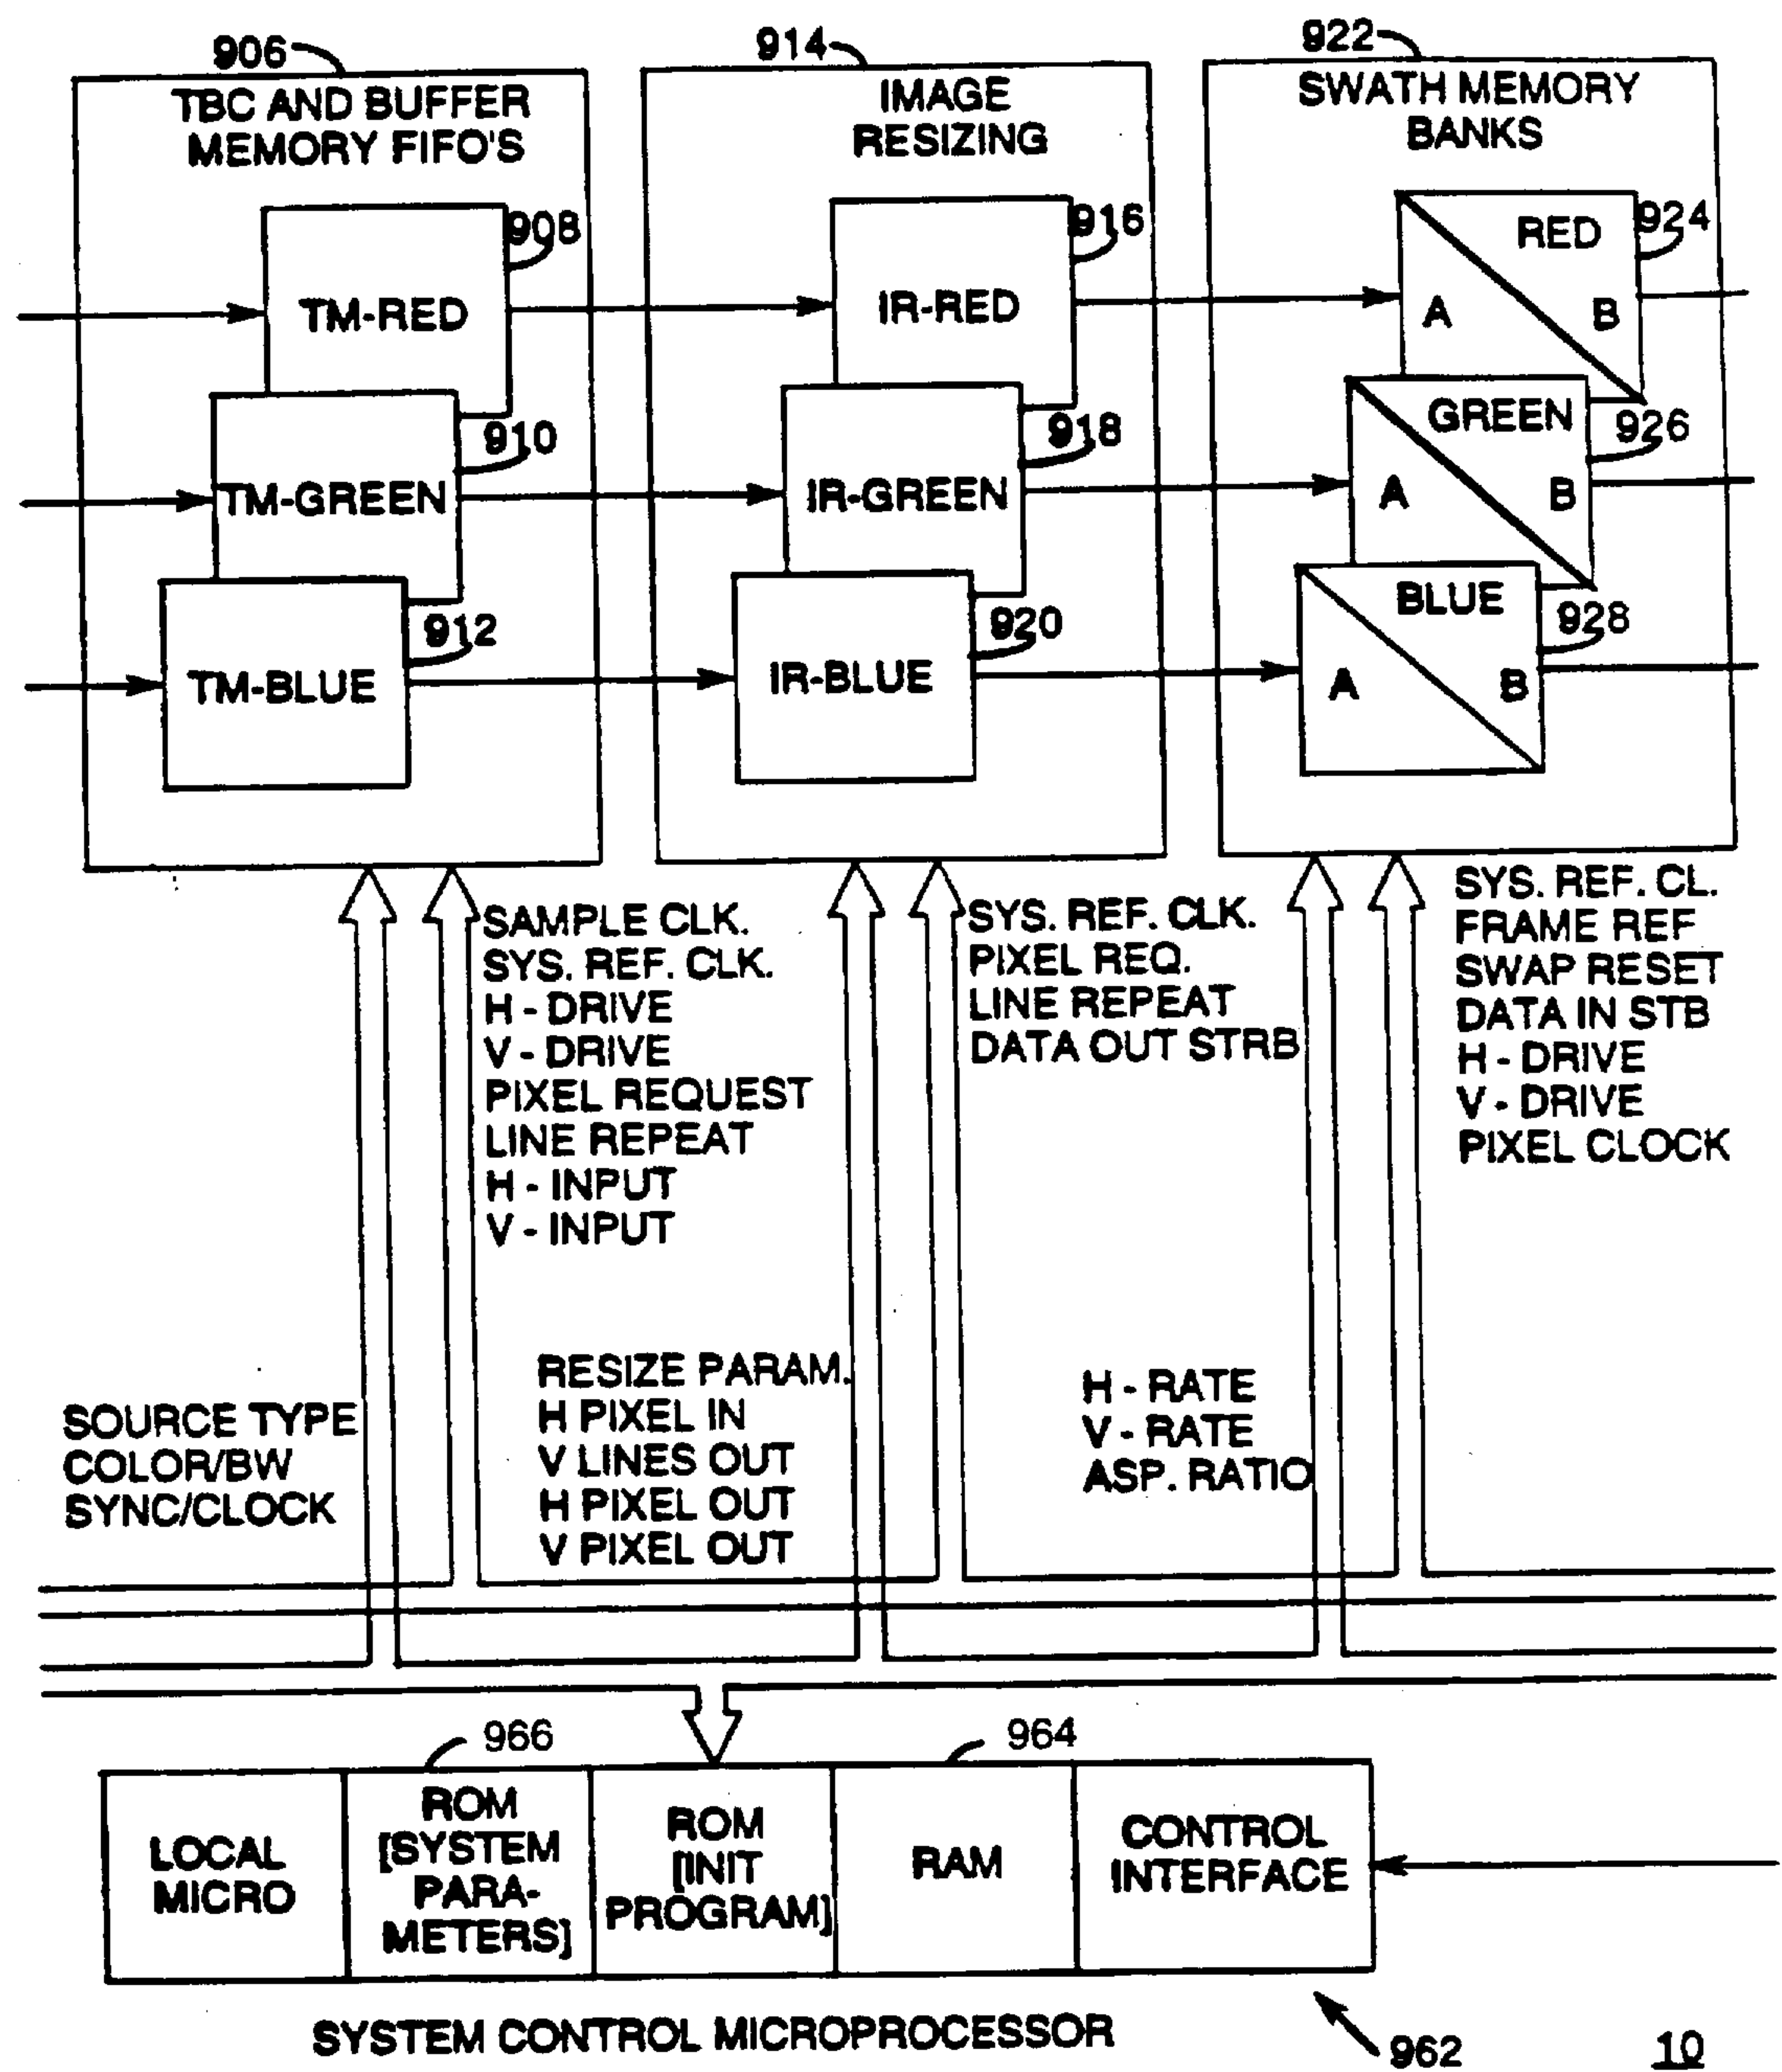 906
TBC AND BUFFER
MEMORY FIFO'S
908
TM-RED
910
TM-GREEN
912
TM-BLUE
914
IMAGE
RESIZING
916
IR-RED
918
IR-GREEN
920
IR-BLUE
922
SWATH MEMORY
BANKS
924
RED
A
B
926
GREEN
A
B
928
BLUE
A
B
SAMPLE CLK.
SYS. REF. CLK.
H - DRIVE
V - DRIVE
PIXEL REQUEST
LINE REPEAT
H - INPUT
V - INPUT
SYS. REF. CLK.
PIXEL REQ.
LINE REPEAT
DATA OUT STRB
SYS. REF. CL.
FRAME REF
SWAP RESET
DATA IN STB
H - DRIVE
V - DRIVE
PIXEL CLOCK
SOURCE TYPE
COLOR/BW
SYNC/CLOCK
RESIZE PARAM.
H PIXEL IN
V LINES OUT
H PIXEL OUT
V PIXEL OUT
H - RATE
V - RATE
ASP. RATIO
966
964
LOCAL
MICRO
ROM
[SYSTEM
PARA-
METERS]
ROM
[INIT
PROGRAM]
RAM
CONTROL
INTERFACE
SYSTEM CONTROL MICROPROCESSOR
962
10